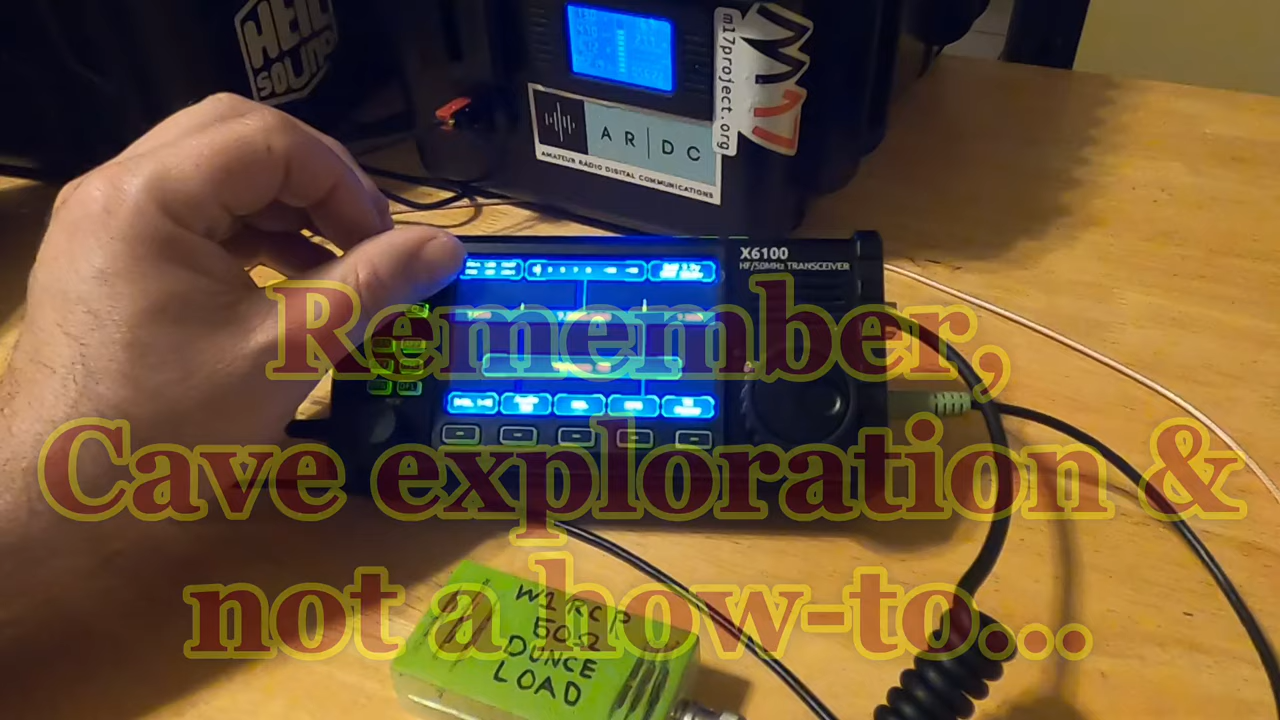 HEIL
SOUND
m17project.org
M17
AR|DC
AMATEUR RADIO DIGITAL COMMUNICATIONS
X6100
HF/50MHz TRANSCEIVER
Remember,
Cave exploration &
not a how-to...
W1RCP
50Ω
DUNCE
LOAD